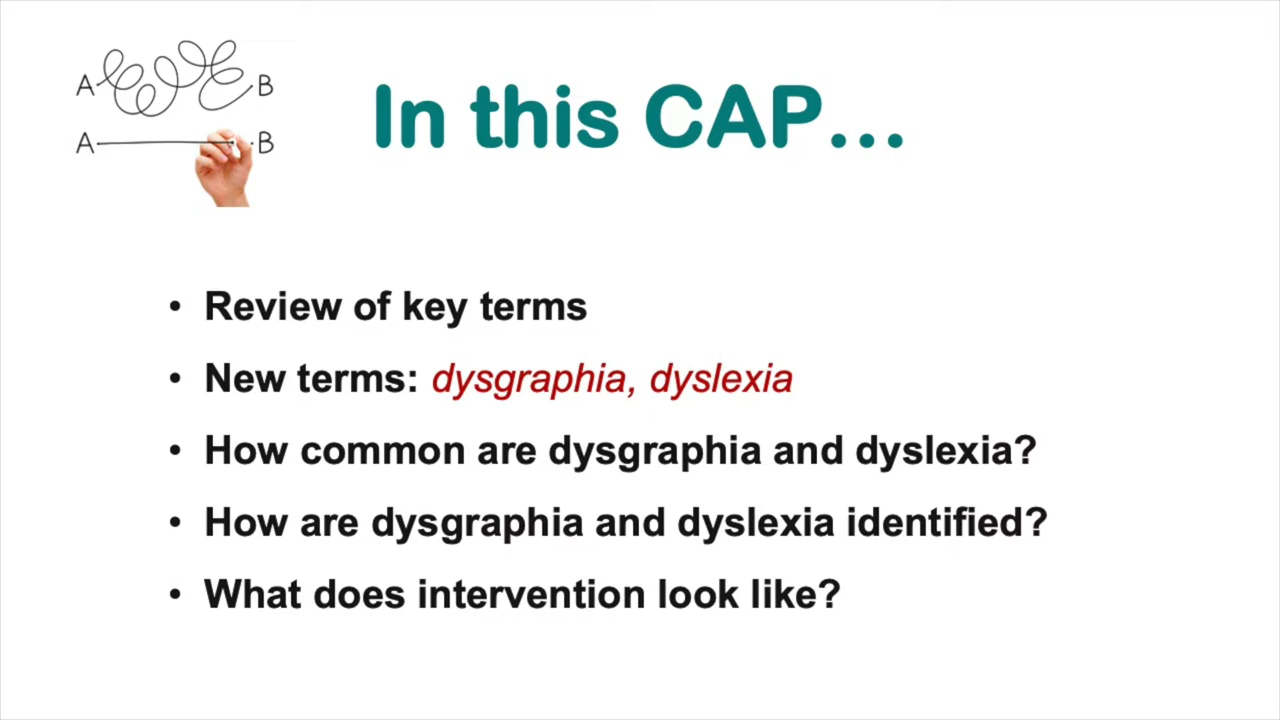 A B
A B
In this CAP...
• Review of key terms
• New terms: dysgraphia, dyslexia
• How common are dysgraphia and dyslexia?
• How are dysgraphia and dyslexia identified?
• What does intervention look like?